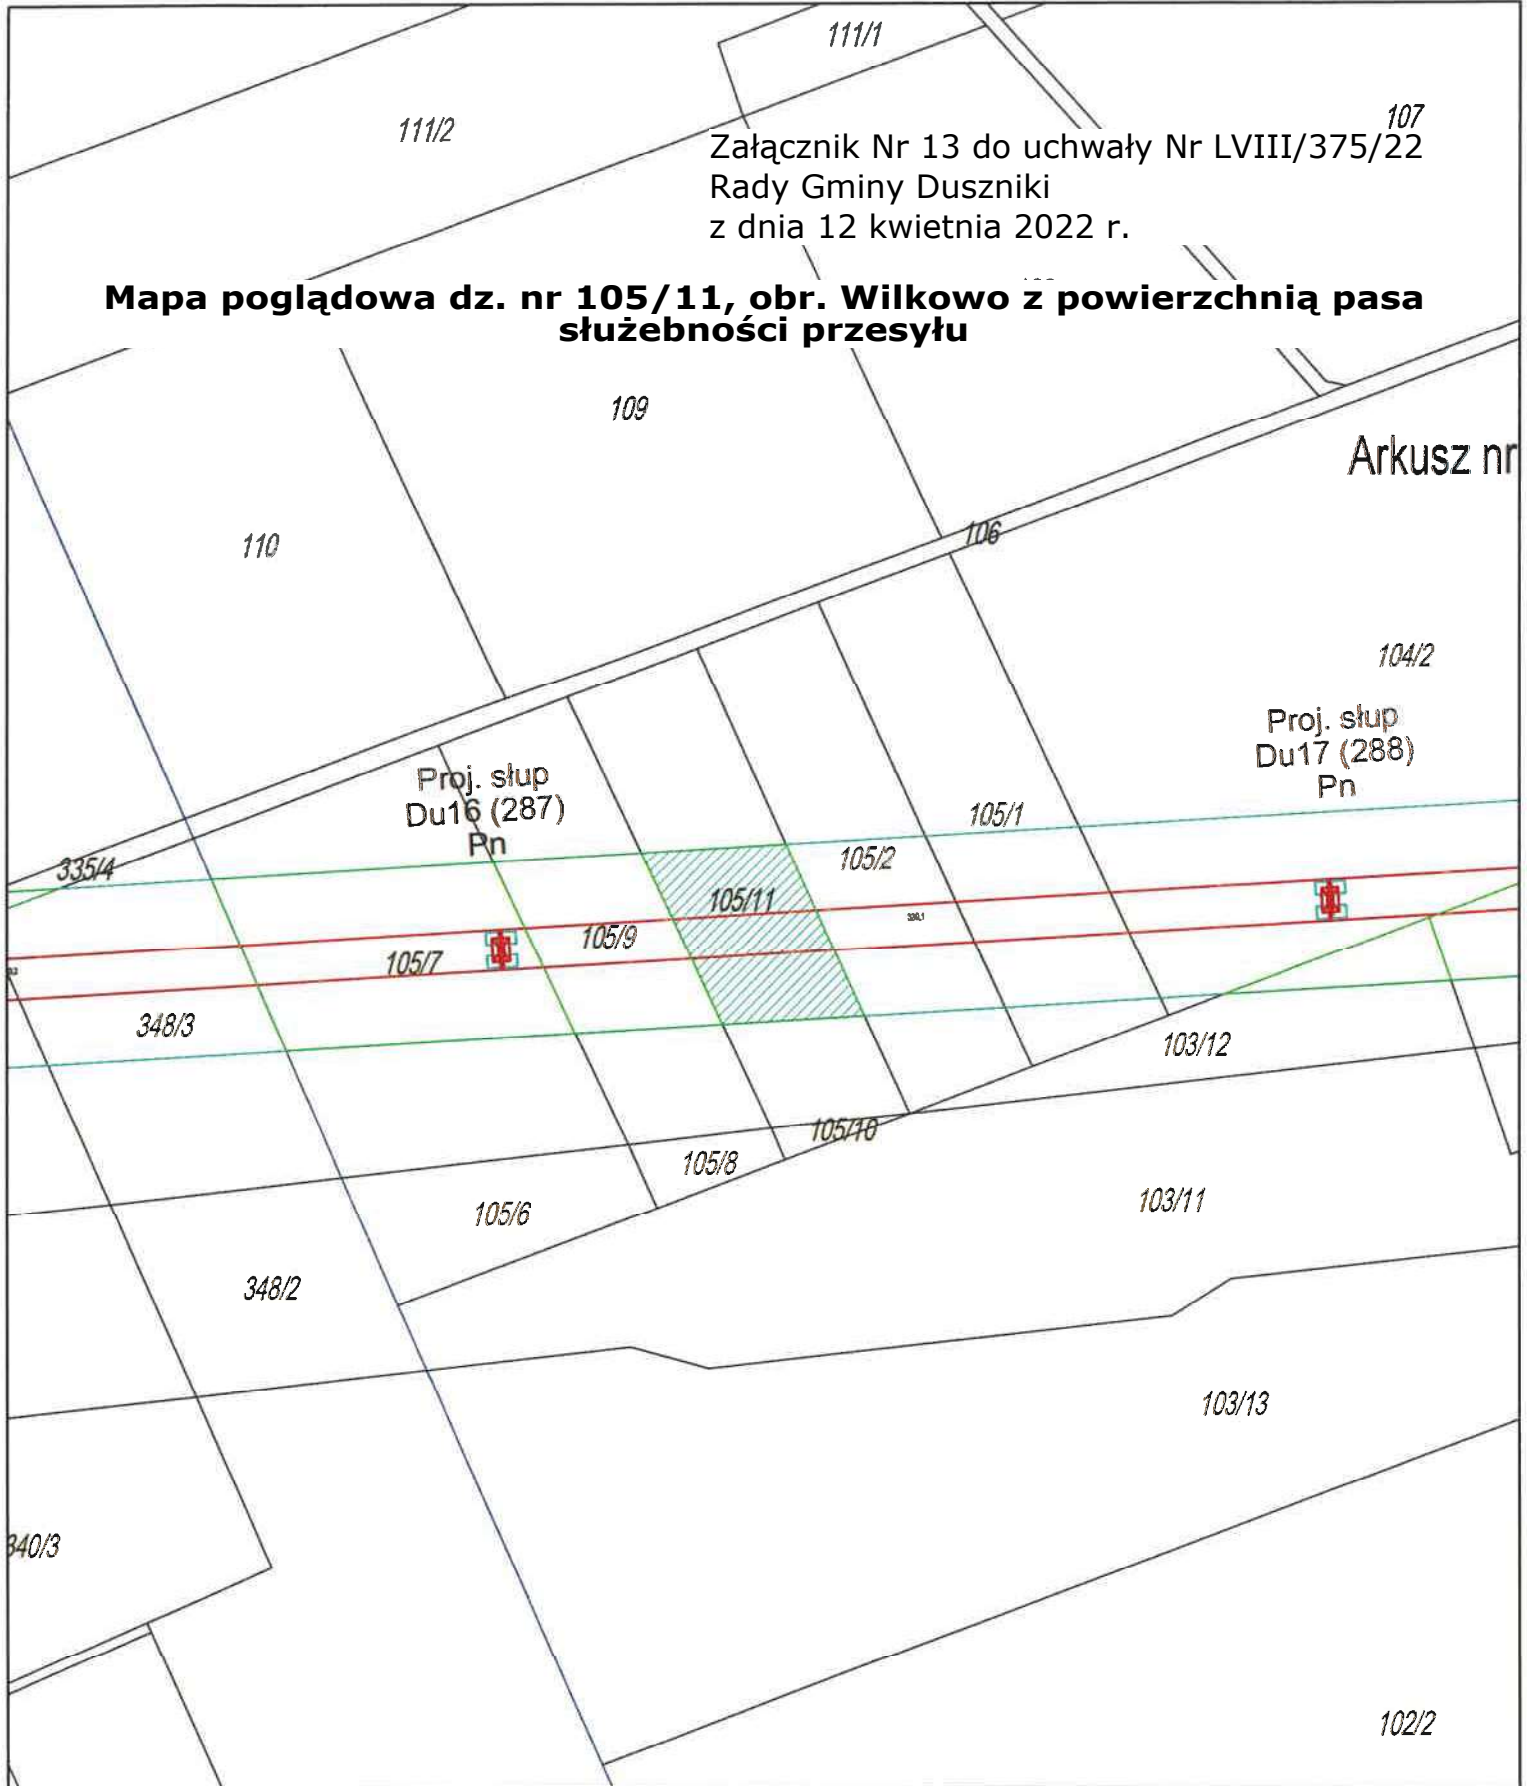 111/1
111/2
107
Załącznik Nr 13 do uchwały Nr LVIII/375/22
Rady Gminy Duszniki
z dnia 12 kwietnia 2022 r.
Mapa poglądowa dz. nr 105/11, obr. Wilkowo z powierzchnią pasa
służebności przesyłu
109
Arkusz nr
110
106
104/2
Proj. słup
Du17 (288)
Pn
Proj. słup
Du16 (287)
Pn
105/1
105/2
335/4
105/11
105/9
105/7
348/3
103/12
105/10
105/8
105/6
103/11
348/2
103/13
340/3
102/2